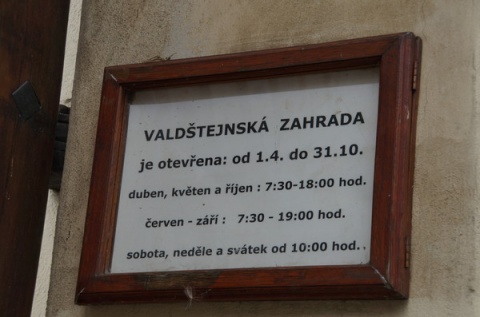 VALDŠTEJNSKÁ ZAHRADA
je otevřena: od 1.4. do 31.10.
duben, květen a říjen : 7:30-18:00 hod.
červen - září : 7:30 - 19:00 hod.
sobota, neděle a svátek od 10:00 hod..